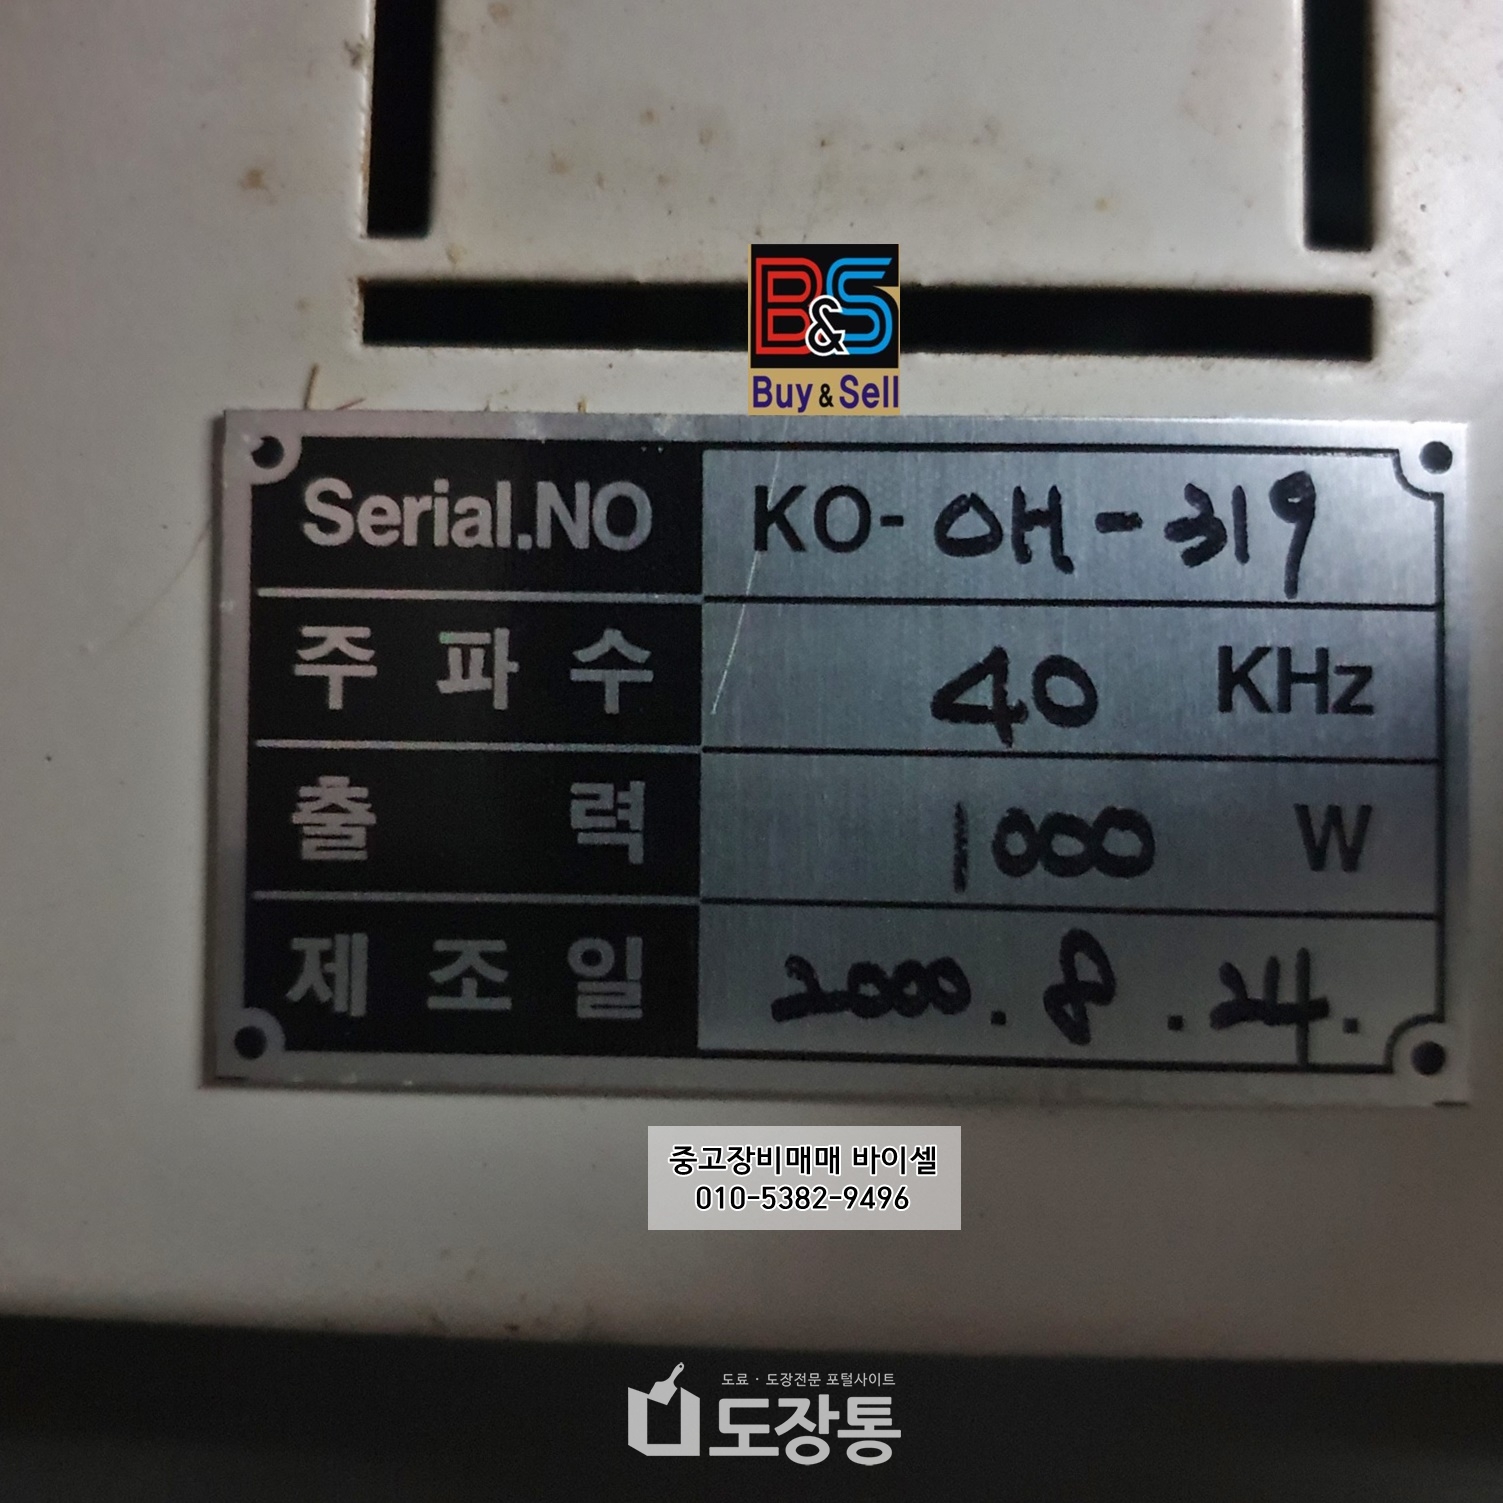 B&S
Buy & Sell
Serial.NO KO-OH-319
주파수 40 KHz
출력 1000 W
제조일 2000.8.24.
중고장비매매 바이셀
010-5382-9496
도료 · 도장전문 포털사이트
도장통